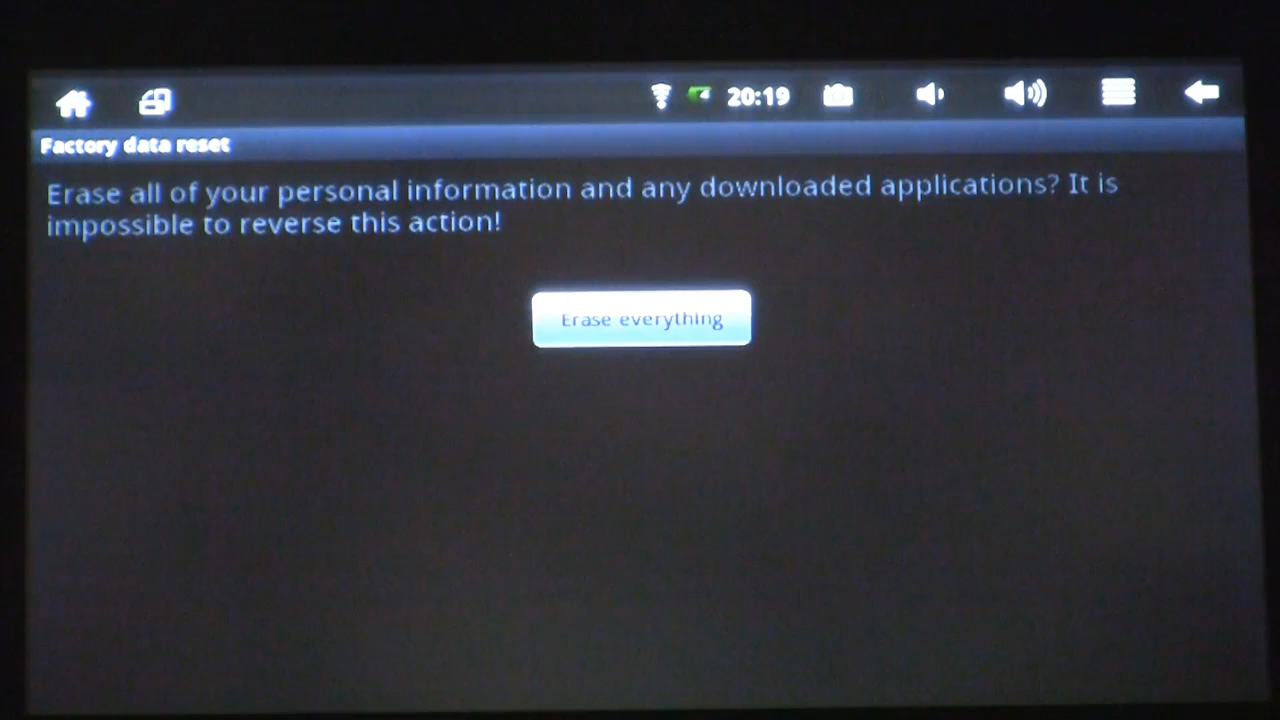 20:19
Factory data reset
Erase all of your personal information and any downloaded applications? It is
impossible to reverse this action!
Erase everything